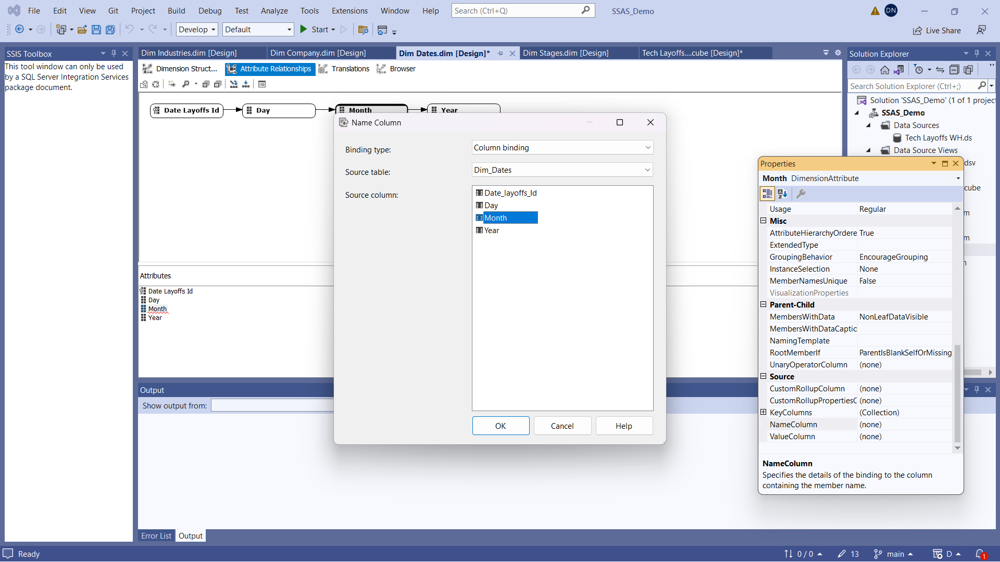 File Edit View Git Project Build Debug Test Analyze Tools Extensions Window Help Search (Ctrl+Q) SSAS_Demo DN
Develop Default Start Live Share
SSIS Toolbox
This tool window can only be used
by a SQL Server Integration Services
package document.
Dim Industries.dim [Design] Dim Company.dim [Design] Dim Dates.dim [Design]* Dim Stages.dim [Design] Tech Layoffs....cube [Design]*
Dimension Struct... Attribute Relationships Translations Browser
Date Layoffs Id Day Month Year
Attributes
Date Layoffs Id
Day
Month
Year
Name Column
Binding type: Column binding
Source table: Dim_Dates
Source column:
Date_layoffs_Id
Day
Month
Year
OK Cancel Help
Output
Show output from:
Error List Output
Solution Explorer
Search Solution Explorer (Ctrl+;)
Solution 'SSAS_Demo' (1 of 1 project
SSAS_Demo
Data Sources
Tech Layoffs WH.ds
Data Source Views
dsv
cube
m
m
Properties
Month DimensionAttribute
Usage Regular
Misc
AttributeHierarchyOrdere True
ExtendedType
GroupingBehavior EncourageGrouping
InstanceSelection None
MemberNamesUnique False
VisualizationProperties
Parent-Child
MembersWithData NonLeafDataVisible
MembersWithDataCaptio
NamingTemplate
RootMemberIf ParentIsBlankSelfOrMissing
UnaryOperatorColumn (none)
Source
CustomRollupColumn (none)
CustomRollupPropertiesC (none)
KeyColumns (Collection)
NameColumn (none)
ValueColumn (none)
NameColumn
Specifies the details of the binding to the column
containing the member name.
Ready 0 / 0 13 main D 1